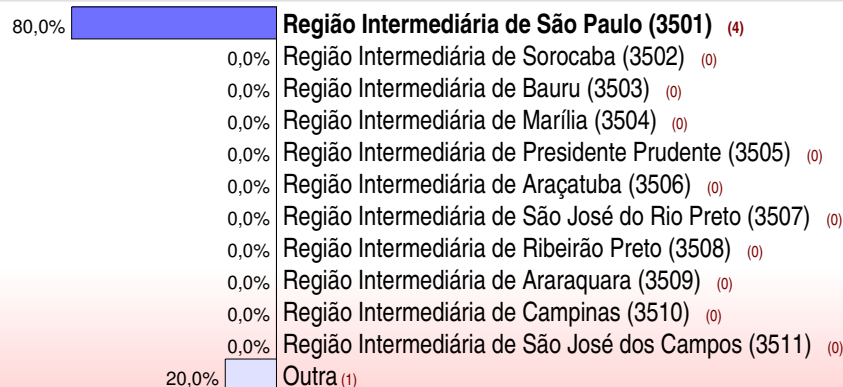 80,0% Região Intermediária de São Paulo (3501) (4)
0,0% Região Intermediária de Sorocaba (3502) (0)
0,0% Região Intermediária de Bauru (3503) (0)
0,0% Região Intermediária de Marília (3504) (0)
0,0% Região Intermediária de Presidente Prudente (3505) (0)
0,0% Região Intermediária de Araçatuba (3506) (0)
0,0% Região Intermediária de São José do Rio Preto (3507) (0)
0,0% Região Intermediária de Ribeirão Preto (3508) (0)
0,0% Região Intermediária de Araraquara (3509) (0)
0,0% Região Intermediária de Campinas (3510) (0)
0,0% Região Intermediária de São José dos Campos (3511) (0)
20,0% Outra (1)